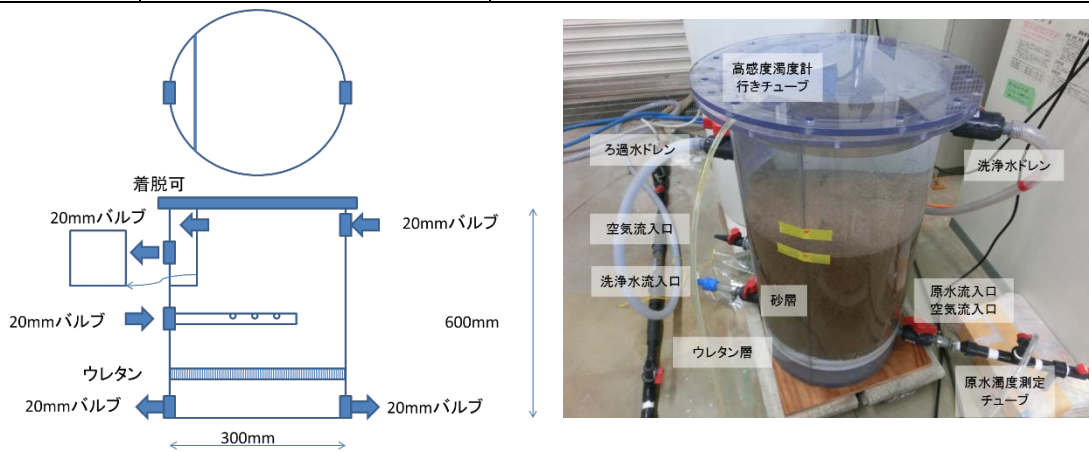 着脱可
20mmバルブ
20mmバルブ
20mmバルブ
600mm
ウレタン
20mmバルブ
20mmバルブ
300mm
高感度濁度計
行きチューブ
ろ過水ドレン
洗浄水ドレン
空気流入口
洗浄水流入口
砂層
原水流入口
空気流入口
ウレタン層
原水濁度測定
チューブ